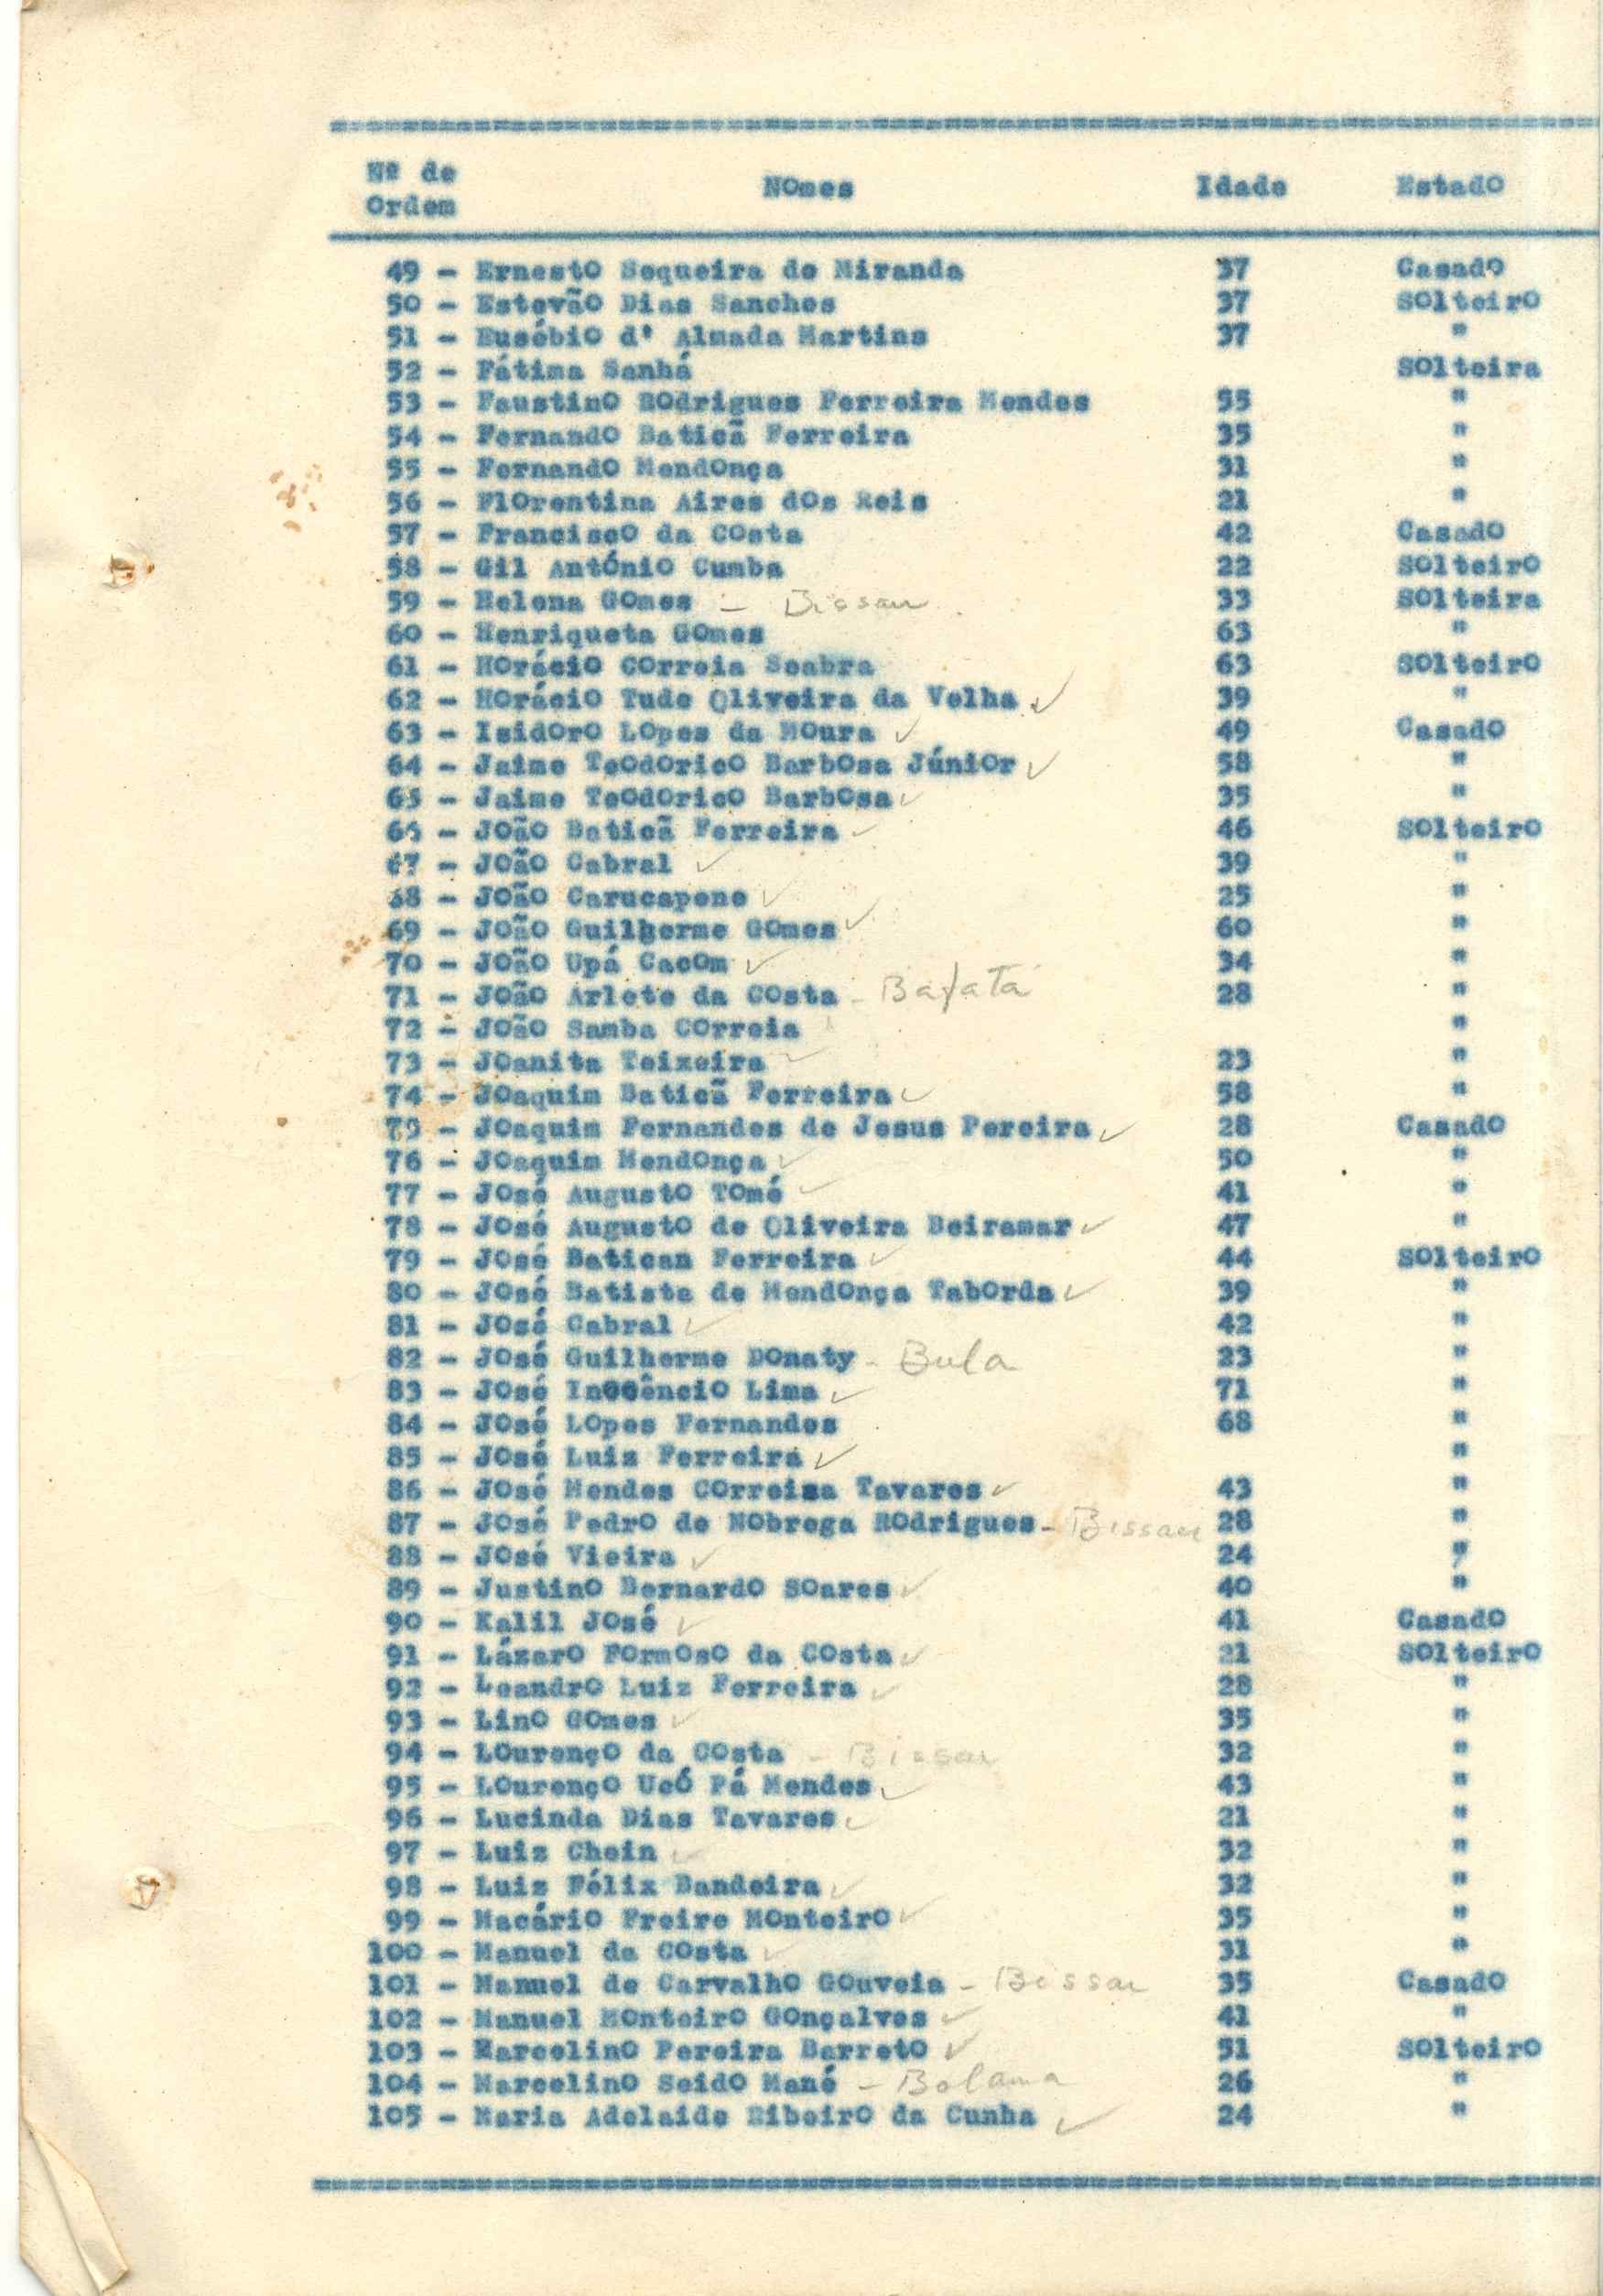 Nº de
Ordem Nomes Idade Estado
49 - Ernesto Sequeira de Miranda 37 Casado
50 - Estevão Dias Sanches 37 Solteiro
51 - Eusébio d' Almada Martins 37 "
52 - Fátima Sanhá Solteira
53 - Faustino Rodrigues Ferreira Mendes 55 "
54 - Fernando Baticã Ferreira 35 "
55 - Fernando Mendonça 31 "
56 - Florentina Aires dos Reis 21 "
57 - Francisco da Costa 42 Casado
58 - Gil António Cumba 22 Solteiro
59 - Helena Gomes - Bissau 33 Solteira
60 - Henriqueta Gomes 63 "
61 - Horácio Correia Seabra 63 Solteiro
62 - Horácio Tude Oliveira da Velha ✓ 39 "
63 - Isidoro Lopes da Moura ✓ 49 Casado
64 - Jaime Teodorico Barbosa Júnior ✓ 58 "
65 - Jaime Teodorico Barbosa ✓ 35 "
66 - João Baticã Ferreira ✓ 46 Solteiro
67 - João Cabral ✓ 39 "
68 - João Carucapene ✓ 25 "
69 - João Guilherme Gomes ✓ 60 "
70 - João Upá Cacom ✓ 34 "
71 - João Arlete da Costa - Bafatá 28 "
72 - João Samba Correia "
73 - Joanita Teixeira ✓ 23 "
74 - Joaquim Baticã Ferreira ✓ 58 "
75 - Joaquim Fernandes de Jesus Pereira ✓ 28 Casado
76 - Joaquim Mendonça ✓ 50 "
77 - José Augusto Tomé ✓ 41 "
78 - José Augusto de Oliveira Beiramar ✓ 47 "
79 - José Batican Ferreira ✓ 44 Solteiro
80 - José Batista de Mendonça Taborda ✓ 39 "
81 - José Cabral ✓ 42 "
82 - José Guilherme Donaty - Bula 23 "
83 - José Inocêncio Lima ✓ 71 "
84 - José Lopes Fernandes 68 "
85 - José Luiz Ferreira ✓ "
86 - José Mendes Correiaa Tavares ✓ 43 "
87 - José Pedro de Nobrega Rodrigues - Bissau 28 "
88 - José Vieira ✓ 24 "
89 - Justino Bernardo Soares ✓ 40 "
90 - Kalil José ✓ 41 Casado
91 - Lázaro Formoso da Costa ✓ 21 Solteiro
92 - Leandro Luiz Ferreira ✓ 28 "
93 - Lino Gomes ✓ 35 "
94 - Lourenço da Costa - Bissau 32 "
95 - Lourenço Ucó Pá Mendes ✓ 43 "
96 - Lucinda Dias Tavares ✓ 21 "
97 - Luiz Chein ✓ 32 "
98 - Luiz Félix Bandeira ✓ 32 "
99 - Macário Freire Monteiro ✓ 35 "
100 - Manuel da Costa ✓ 31 "
101 - Manuel de Carvalho Gouveia - Bissau 35 Casado
102 - Manuel Monteiro Gonçalves ✓ 41 "
103 - Marcelino Pereira Barreto ✓ 51 Solteiro
104 - Marcelino Seido Mané - Bolama 26 "
105 - Maria Adelaide Ribeiro da Cunha ✓ 24 "